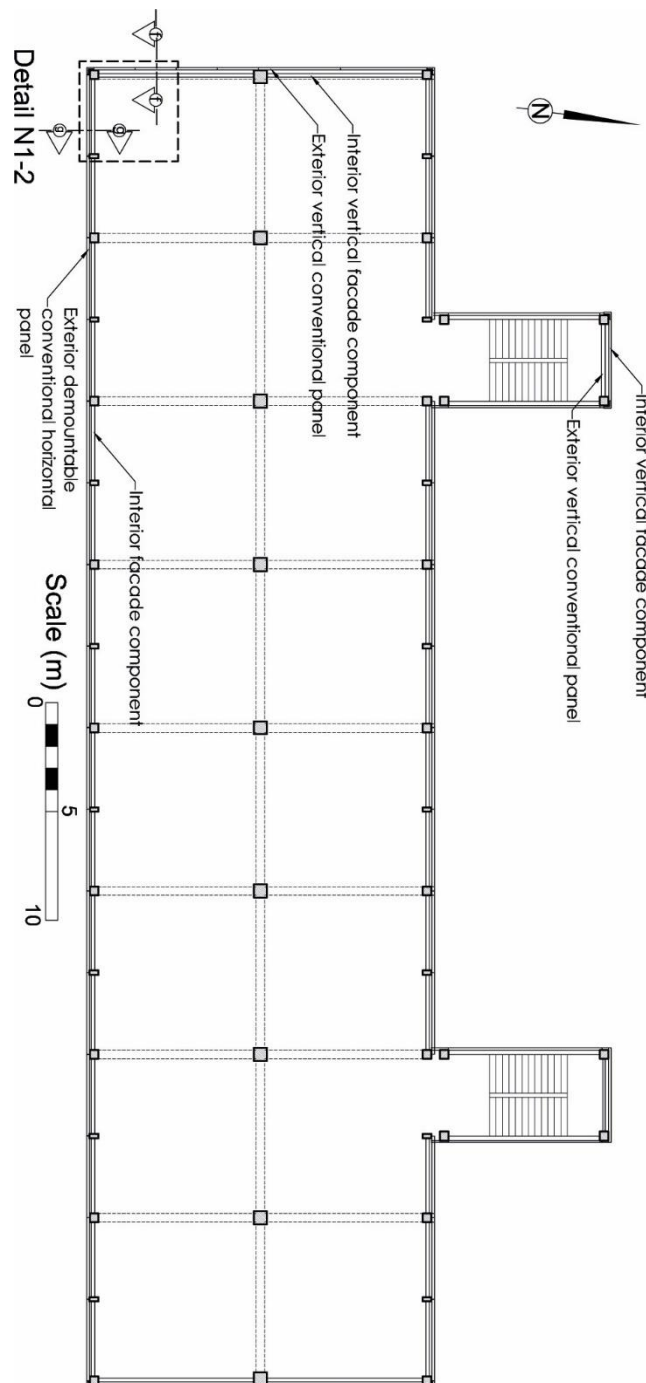 Detail N1-2
f
f
g
g
N
Interior vertical facade component
Exterior vertical conventional panel
Interior vertical facade component
Exterior vertical conventional panel
Exterior demountable
conventional horizontal
panel
Interior facade component
Scale (m)
0
5
10